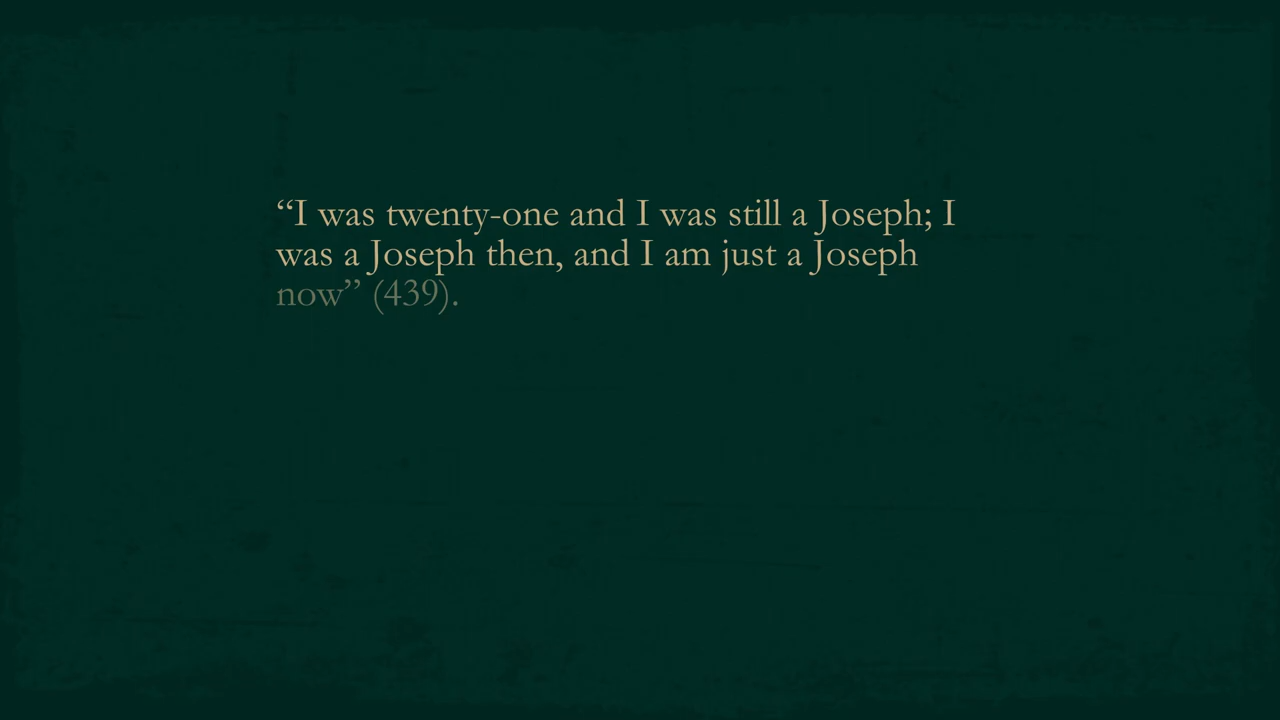 “I was twenty-one and I was still a Joseph; I
was a Joseph then, and I am just a Joseph
now” (439).